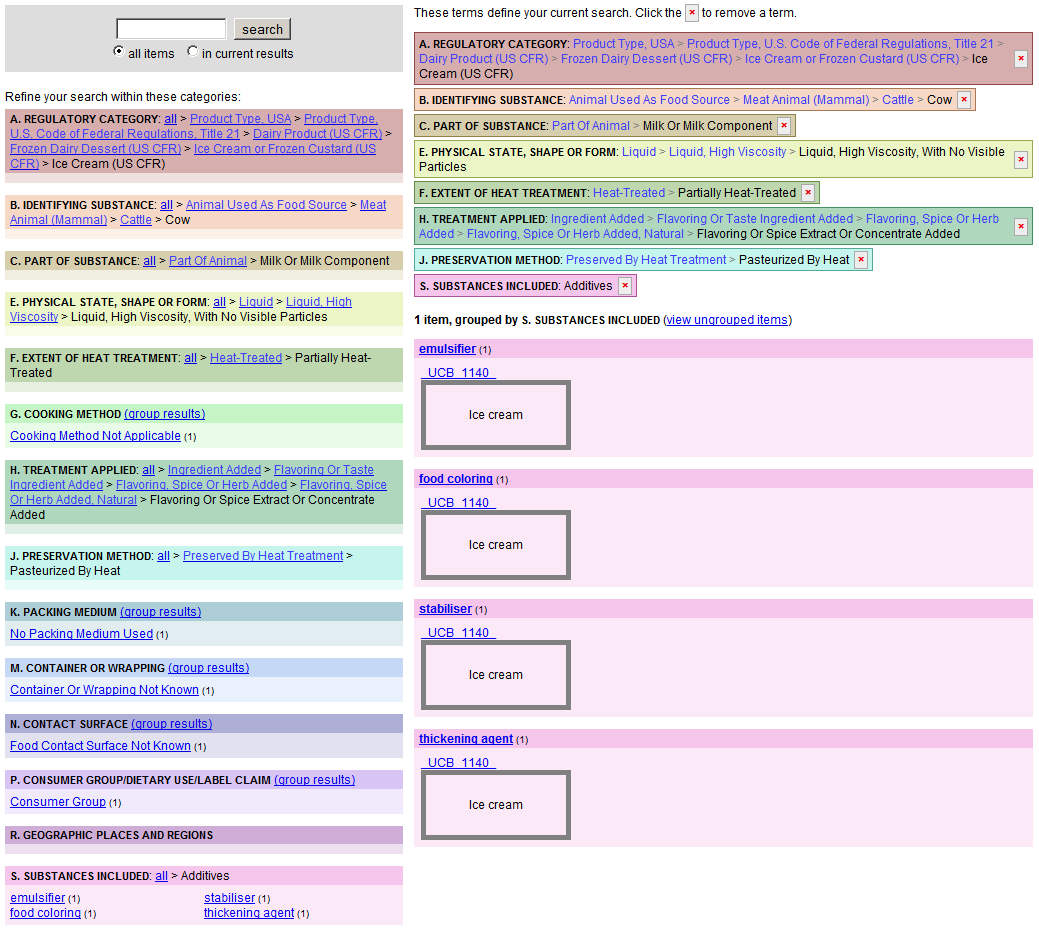 search
all items in current results
Refine your search within these categories:
A. REGULATORY CATEGORY: all > Product Type, USA > Product Type,
U.S. Code of Federal Regulations, Title 21 > Dairy Product (US CFR) >
Frozen Dairy Dessert (US CFR) > Ice Cream or Frozen Custard (US
CFR) > Ice Cream (US CFR)
B. IDENTIFYING SUBSTANCE: all > Animal Used As Food Source > Meat
Animal (Mammal) > Cattle > Cow
C. PART OF SUBSTANCE: all > Part Of Animal > Milk Or Milk Component
E. PHYSICAL STATE, SHAPE OR FORM: all > Liquid > Liquid, High
Viscosity > Liquid, High Viscosity, With No Visible Particles
F. EXTENT OF HEAT TREATMENT: all > Heat-Treated > Partially Heat-
Treated
G. COOKING METHOD (group results)
Cooking Method Not Applicable (1)
H. TREATMENT APPLIED: all > Ingredient Added > Flavoring Or Taste
Ingredient Added > Flavoring, Spice Or Herb Added > Flavoring, Spice
Or Herb Added, Natural > Flavoring Or Spice Extract Or Concentrate
Added
J. PRESERVATION METHOD: all > Preserved By Heat Treatment >
Pasteurized By Heat
K. PACKING MEDIUM (group results)
No Packing Medium Used (1)
M. CONTAINER OR WRAPPING (group results)
Container Or Wrapping Not Known (1)
N. CONTACT SURFACE (group results)
Food Contact Surface Not Known (1)
P. CONSUMER GROUP/DIETARY USE/LABEL CLAIM (group results)
Consumer Group (1)
R. GEOGRAPHIC PLACES AND REGIONS
S. SUBSTANCES INCLUDED: all > Additives
emulsifier (1) stabiliser (1)
food coloring (1) thickening agent (1)
These terms define your current search. Click the × to remove a term.
A. REGULATORY CATEGORY: Product Type, USA > Product Type, U.S. Code of Federal Regulations, Title 21 >
Dairy Product (US CFR) > Frozen Dairy Dessert (US CFR) > Ice Cream or Frozen Custard (US CFR) > Ice
Cream (US CFR) ×
B. IDENTIFYING SUBSTANCE: Animal Used As Food Source > Meat Animal (Mammal) > Cattle > Cow ×
C. PART OF SUBSTANCE: Part Of Animal > Milk Or Milk Component ×
E. PHYSICAL STATE, SHAPE OR FORM: Liquid > Liquid, High Viscosity > Liquid, High Viscosity, With No Visible
Particles ×
F. EXTENT OF HEAT TREATMENT: Heat-Treated > Partially Heat-Treated ×
H. TREATMENT APPLIED: Ingredient Added > Flavoring Or Taste Ingredient Added > Flavoring, Spice Or Herb
Added > Flavoring, Spice Or Herb Added, Natural > Flavoring Or Spice Extract Or Concentrate Added ×
J. PRESERVATION METHOD: Preserved By Heat Treatment > Pasteurized By Heat ×
S. SUBSTANCES INCLUDED: Additives ×
1 item, grouped by S. SUBSTANCES INCLUDED (view ungrouped items)
emulsifier (1)
_UCB_1140_
Ice cream
food coloring (1)
_UCB_1140_
Ice cream
stabiliser (1)
_UCB_1140_
Ice cream
thickening agent (1)
_UCB_1140_
Ice cream